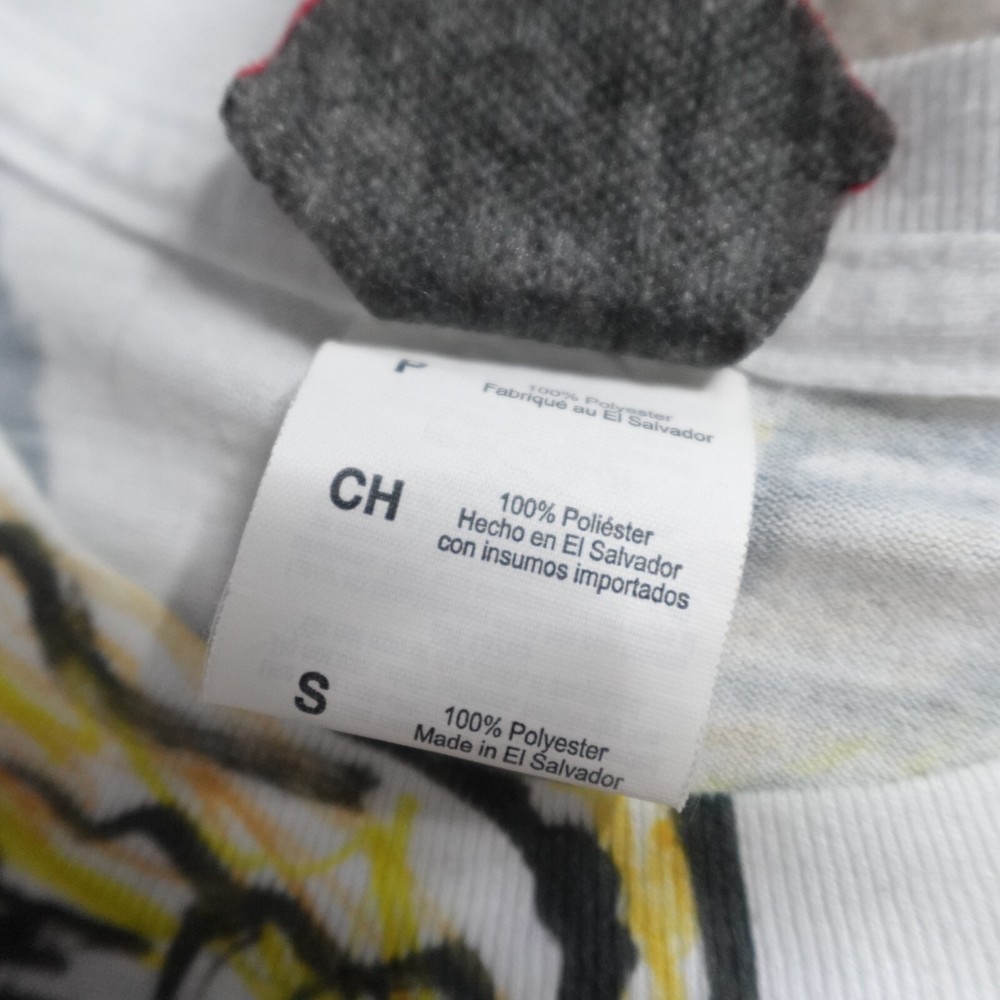 P
100% Polyester
Fabriqué au El Salvador
CH
100% Poliéster
Hecho en El Salvador
con insumos importados
S
100% Polyester
Made in El Salvador